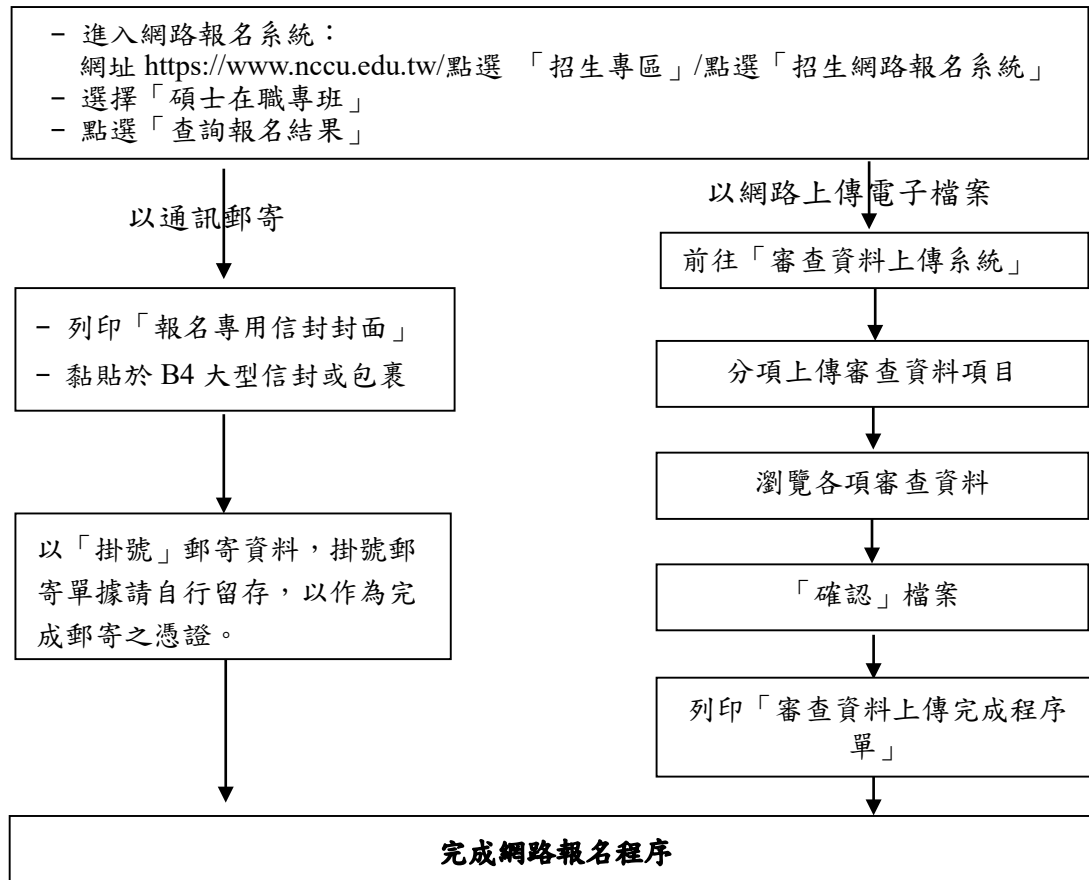 - 進入網路報名系統：
網址 https://www.nccu.edu.tw/點選 「招生專區」/點選「招生網路報名系統」
- 選擇「碩士在職專班」
- 點選「查詢報名結果」
以通訊郵寄
- 列印「報名專用信封封面」
- 黏貼於 B4 大型信封或包裹
以「掛號」郵寄資料，掛號郵
寄單據請自行留存，以作為完
成郵寄之憑證。
以網路上傳電子檔案
前往「審查資料上傳系統」
分項上傳審查資料項目
瀏覽各項審查資料
「確認」檔案
列印「審查資料上傳完成程序
單」
完成網路報名程序